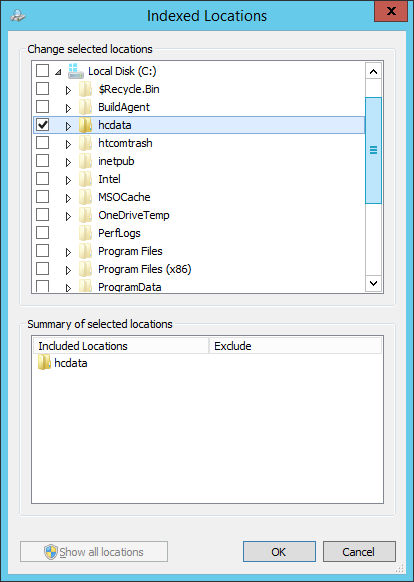 Indexed Locations
Change selected locations
Local Disk (C:)
$Recycle.Bin
BuildAgent
hcdata
htcomtrash
inetpub
Intel
MSOCache
OneDriveTemp
PerfLogs
Program Files
Program Files (x86)
ProgramData
Summary of selected locations
Included Locations Exclude
hcdata
Show all locations OK Cancel